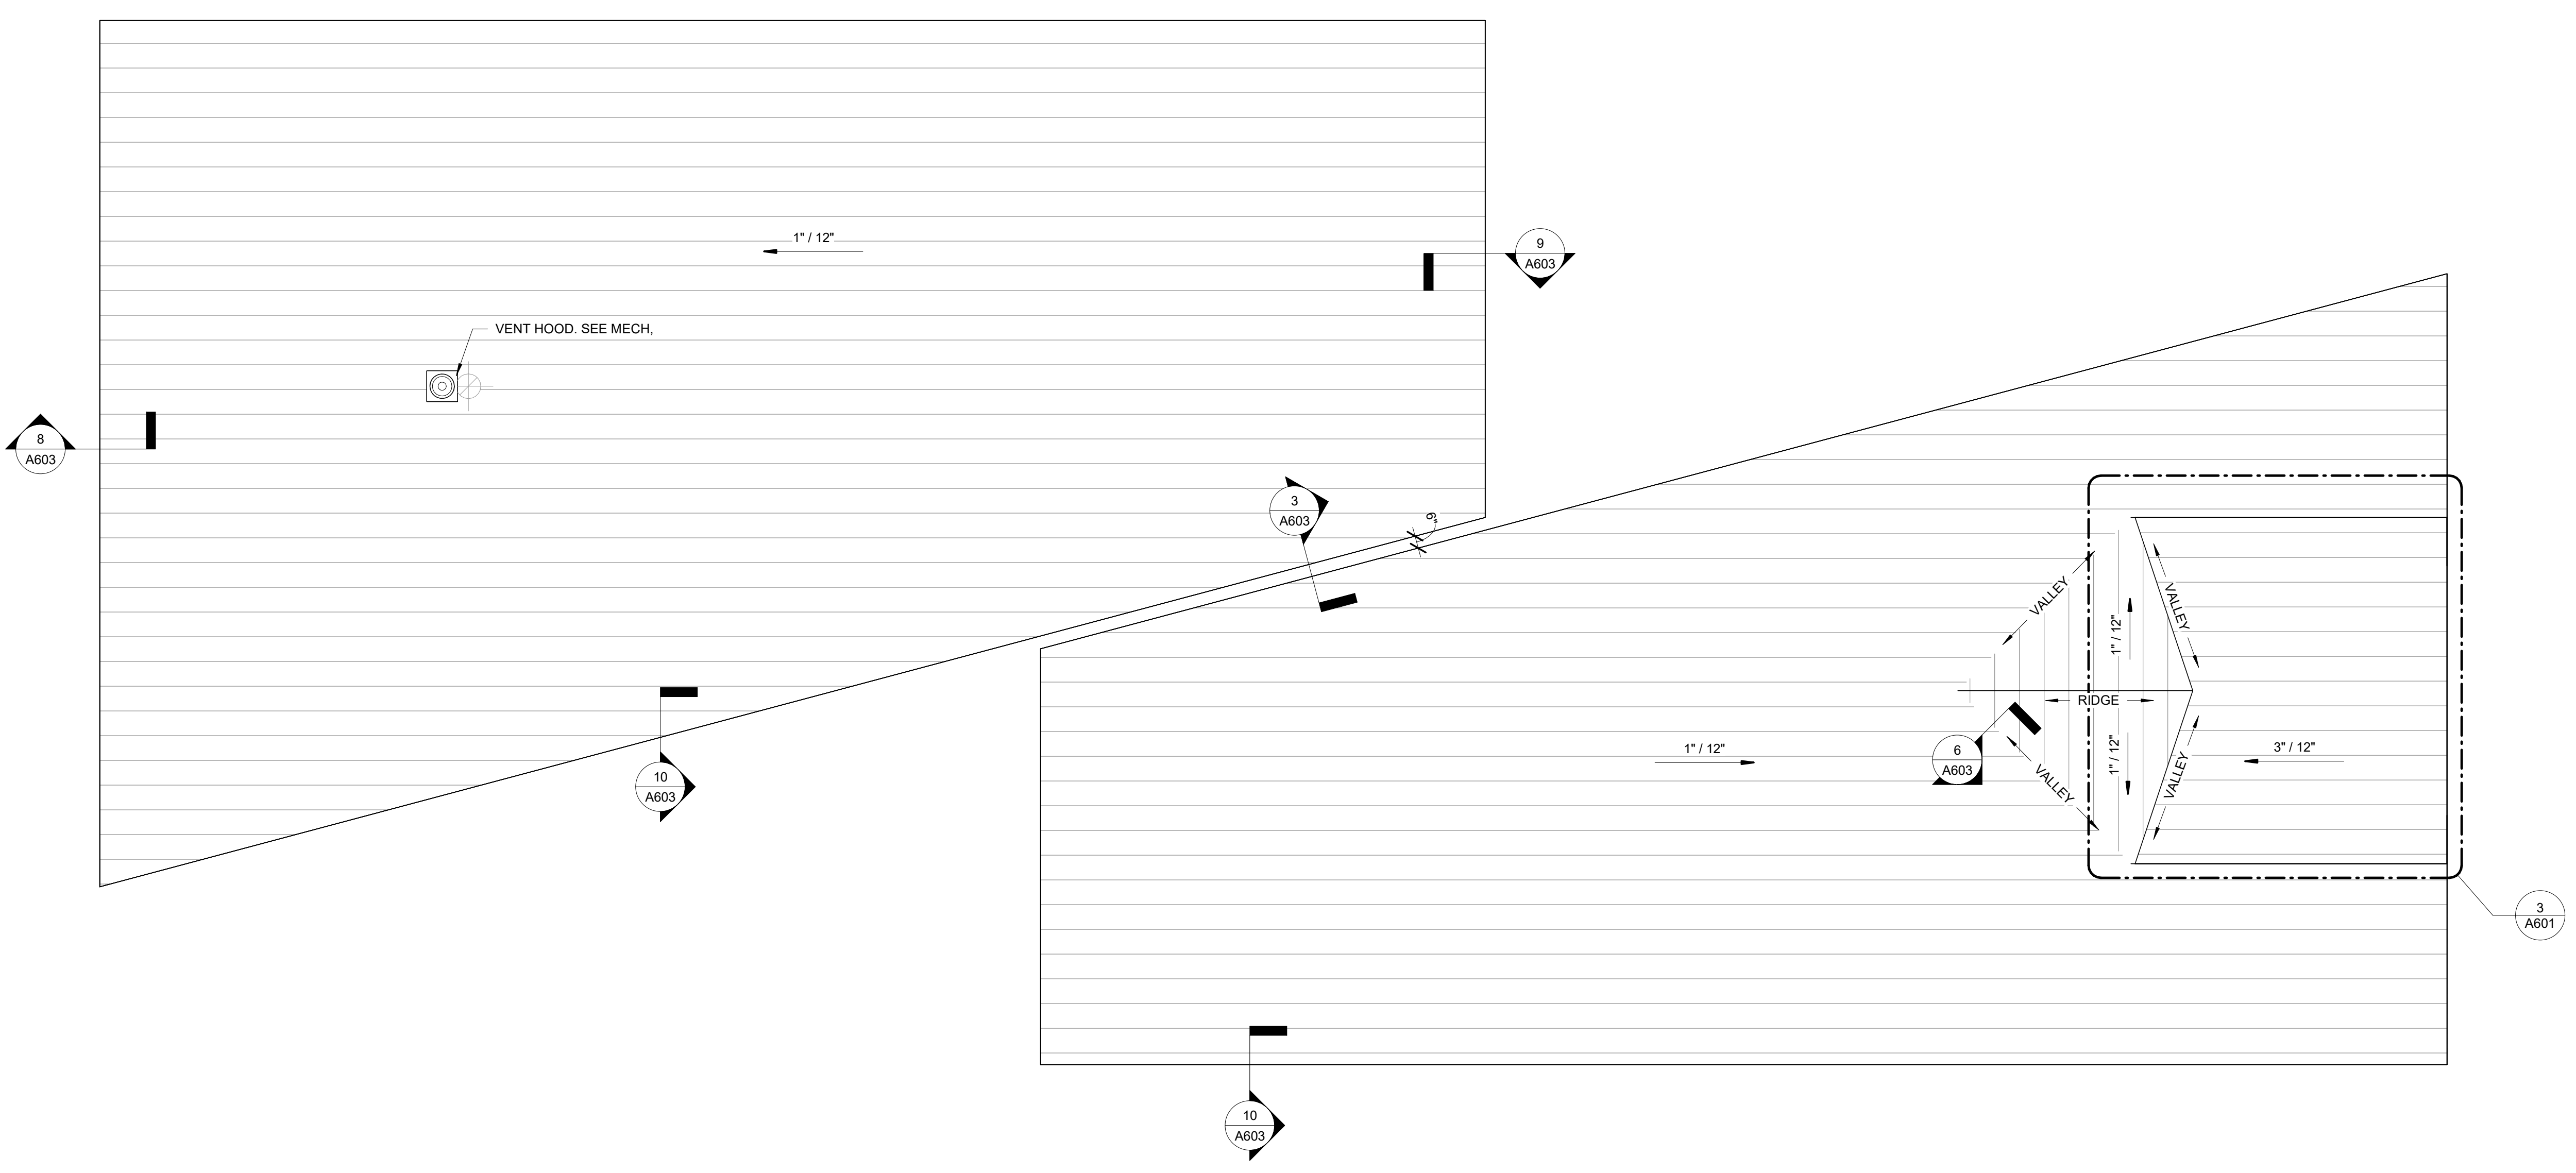 1" / 12"
9
A603
VENT HOOD. SEE MECH,
8
A603
3
A603
6"
VALLEY
VALLEY
1" / 12"
RIDGE
10
A603
1" / 12"
6
A603
1" / 12"
3" / 12"
VALLEY
VALLEY
3
A601
10
A603